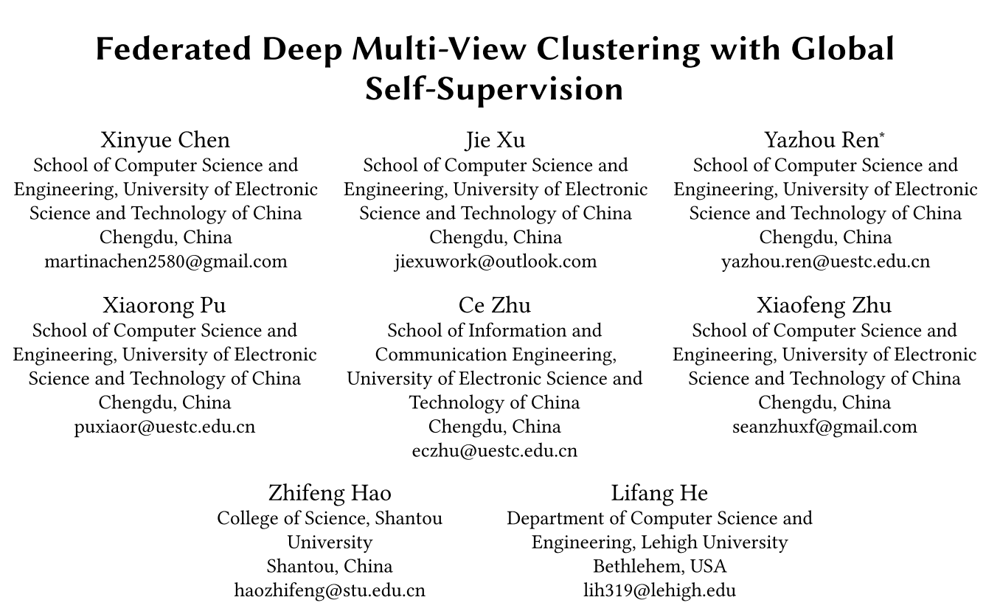 Federated Deep Multi-View Clustering with Global
Self-Supervision
Xinyue Chen
School of Computer Science and
Engineering, University of Electronic
Science and Technology of China
Chengdu, China
martinachen2580@gmail.com
Jie Xu
School of Computer Science and
Engineering, University of Electronic
Science and Technology of China
Chengdu, China
jiexuwork@outlook.com
Yazhou Ren*
School of Computer Science and
Engineering, University of Electronic
Science and Technology of China
Chengdu, China
yazhou.ren@uestc.edu.cn
Xiaorong Pu
School of Computer Science and
Engineering, University of Electronic
Science and Technology of China
Chengdu, China
puxiaor@uestc.edu.cn
Ce Zhu
School of Information and
Communication Engineering,
University of Electronic Science and
Technology of China
Chengdu, China
eczhu@uestc.edu.cn
Xiaofeng Zhu
School of Computer Science and
Engineering, University of Electronic
Science and Technology of China
Chengdu, China
seanzhuxf@gmail.com
Zhifeng Hao
College of Science, Shantou
University
Shantou, China
haozhifeng@stu.edu.cn
Lifang He
Department of Computer Science and
Engineering, Lehigh University
Bethlehem, USA
lih319@lehigh.edu